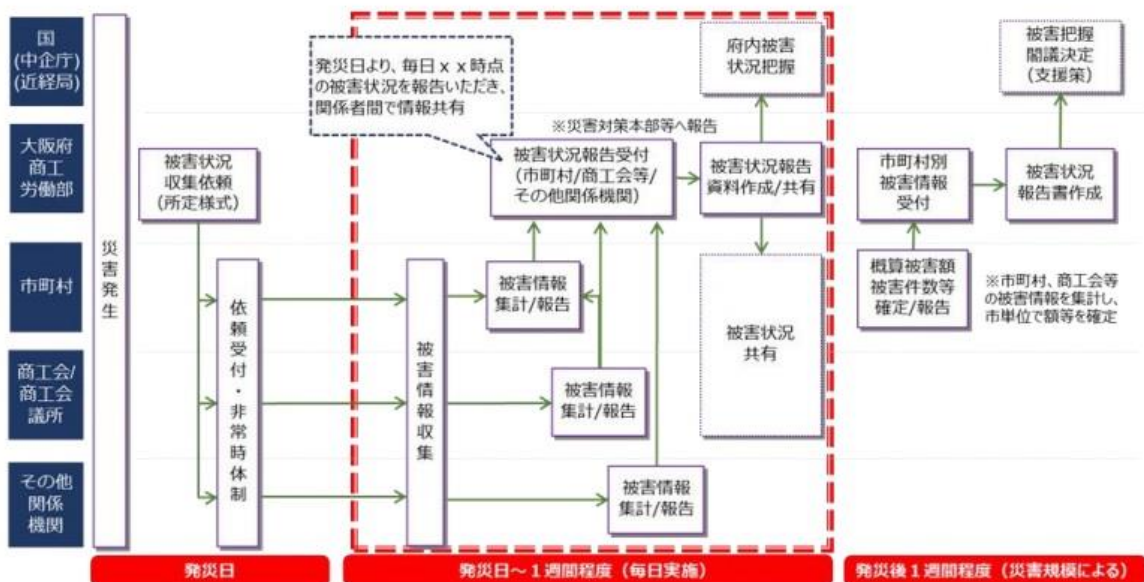 国
(中企庁)
(近経局)
大阪府
商工
労働部
市町村
商工会/
商工会
議所
その他
関係
機関
災害発生
被害状況
収集依頼
(所定様式)
依頼受付・非常時体制
発災日より、毎日ｘｘ時点
の被害状況を報告いただき、
関係者間で情報共有
※災害対策本部等へ報告
被害状況報告受付
(市町村/商工会等/
その他関係機関)
被害情報収集
被害情報
集計/報告
被害情報
集計/報告
被害情報
集計/報告
府内被害
状況把握
被害状況報告
資料作成/共有
被害状況
共有
市町村別
被害情報
受付
概算被害額
被害件数等
確定/報告
被害把握
閣議決定
(支援策)
被害状況
報告書作成
※市町村、商工会等
の被害情報を集計し、
市単位で額等を確定
発災日
発災日～１週間程度（毎日実施）
発災後１週間程度（災害規模による）